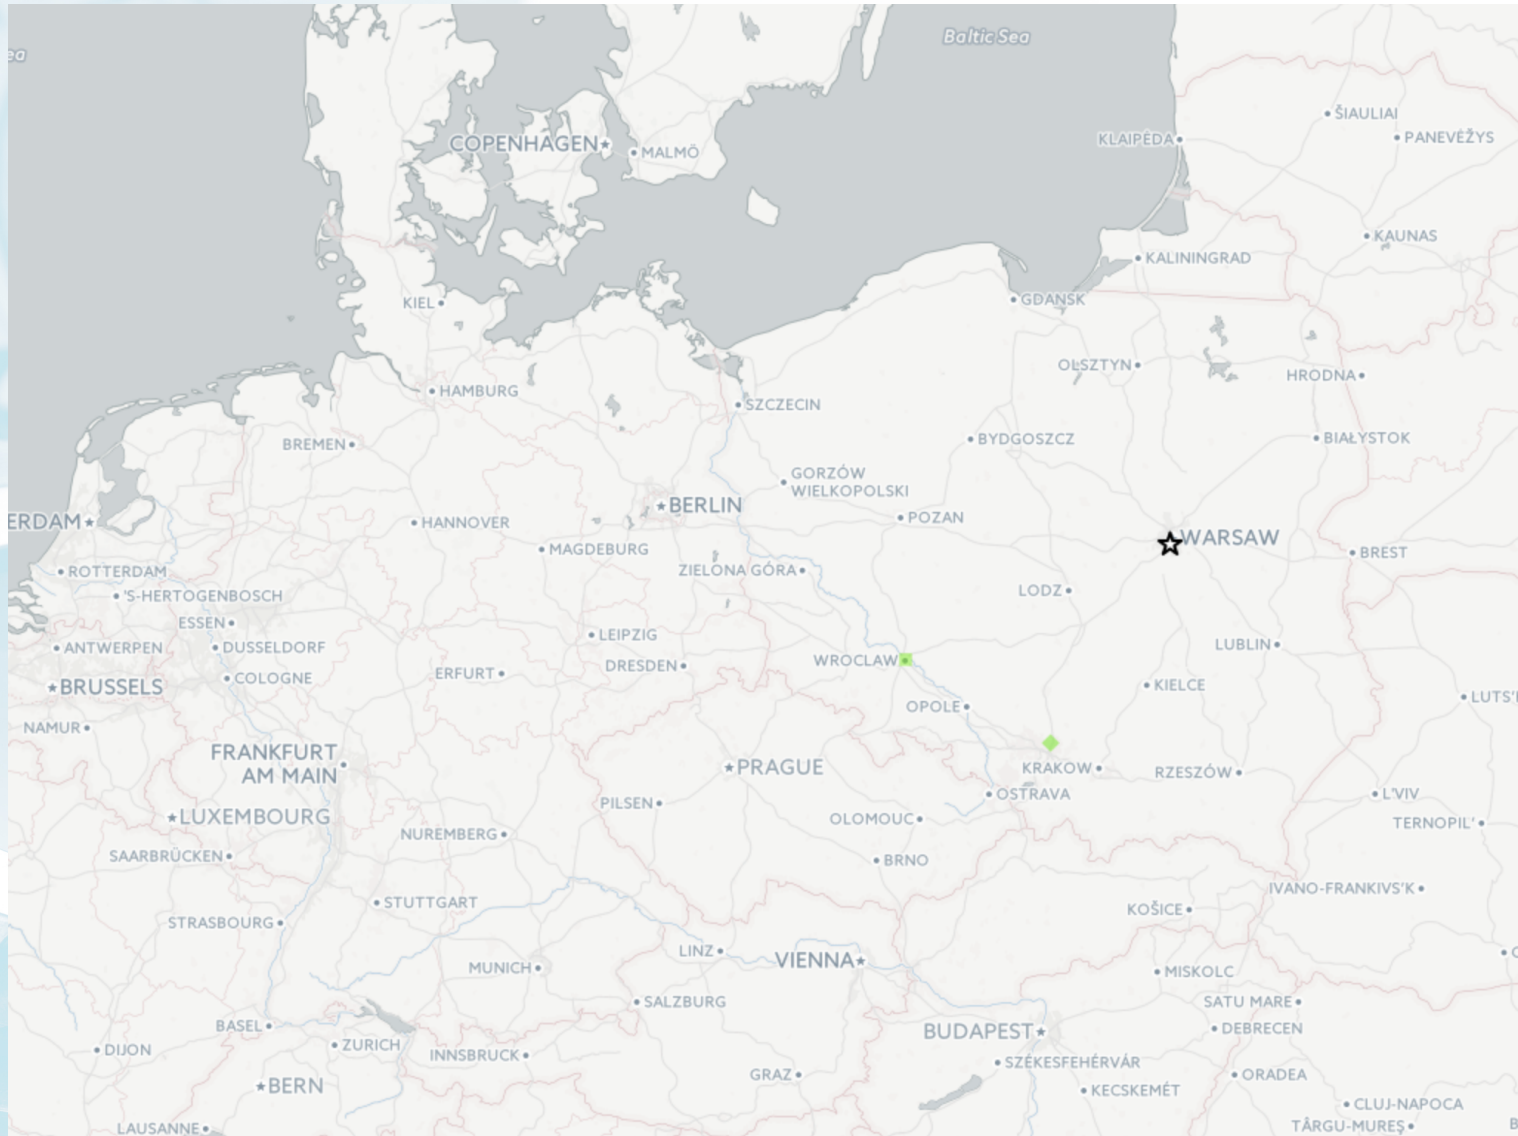 ea
Baltic Sea
ŠIAULIAI
PANEVĖŽYS
KLAIPĖDA
COPENHAGEN
MALMÖ
KAUNAS
KALININGRAD
KIEL
GDANSK
OLSZTYN
HRODNA
HAMBURG
SZCZECIN
BREMEN
BYDGOSZCZ
BIAŁYSTOK
GORZÓW
WIELKOPOLSKI
BERLIN
POZAN
ERDAM
HANNOVER
WARSAW
MAGDEBURG
BREST
ROTTERDAM
ZIELONA GÓRA
'S-HERTOGENBOSCH
LODZ
ESSEN
LEIPZIG
ANTWERPEN
DUSSELDORF
LUBLIN
DRESDEN
WROCLAW
ERFURT
COLOGNE
BRUSSELS
KIELCE
LUTS'
OPOLE
NAMUR
FRANKFURT
AM MAIN
PRAGUE
KRAKOW
RZESZÓW
OSTRAVA
L'VIV
PILSEN
LUXEMBOURG
OLOMOUC
TERNOPIL'
NUREMBERG
SAARBRÜCKEN
BRNO
IVANO-FRANKIVS'K
STUTTGART
KOŠICE
STRASBOURG
LINZ
VIENNA
MUNICH
MISKOLC
SALZBURG
SATU MARE
BASEL
BUDAPEST
DEBRECEN
ZURICH
DIJON
INNSBRUCK
SZÉKESFEHÉRVÁR
GRAZ
ORADEA
BERN
KECSKEMÉT
CLUJ-NAPOCA
LAUSANNE
TÂRGU-MUREȘ